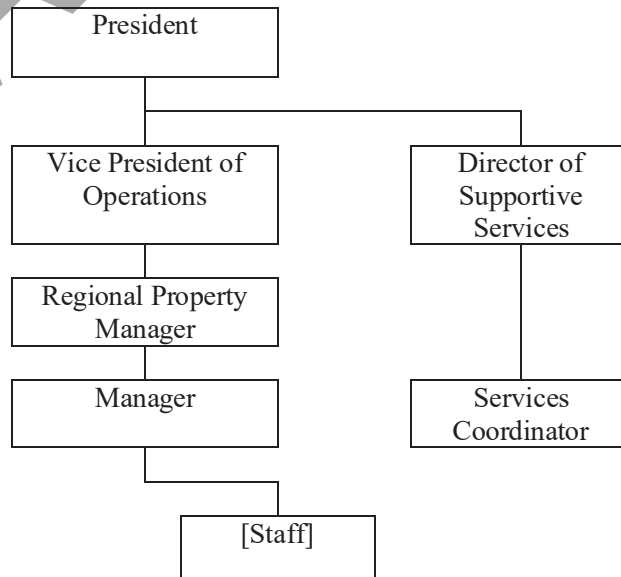 President
Vice President of
Operations
Director of
Supportive
Services
Regional Property
Manager
Manager
Services
Coordinator
[Staff]